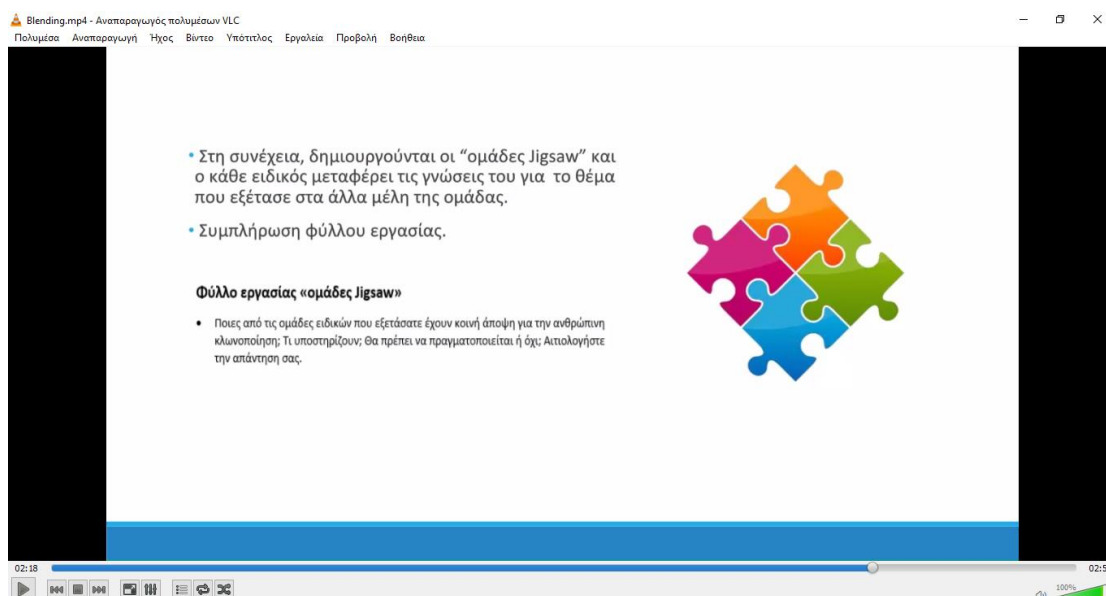 Blending.mp4 - Αναπαραγωγός πολυμέσων VLC
Πολυμέσα Αναπαραγωγή Ήχος Βίντεο Υπότιτλος Εργαλεία Προβολή Βοήθεια
• Στη συνέχεια, δημιουργούνται οι “ομάδες Jigsaw” και
ο κάθε ειδικός μεταφέρει τις γνώσεις του για το θέμα
που εξέτασε στα άλλα μέλη της ομάδας.
• Συμπλήρωση φύλλου εργασίας.
Φύλλο εργασίας «ομάδες Jigsaw»
• Ποιες από τις ομάδες ειδικών που εξετάσατε έχουν κοινή άποψη για την ανθρώπινη
κλωνοποίηση; Τι υποστηρίζουν; Θα πρέπει να πραγματοποιείται ή όχι; Αιτιολογήστε
την απάντηση σας.
02:18
100%